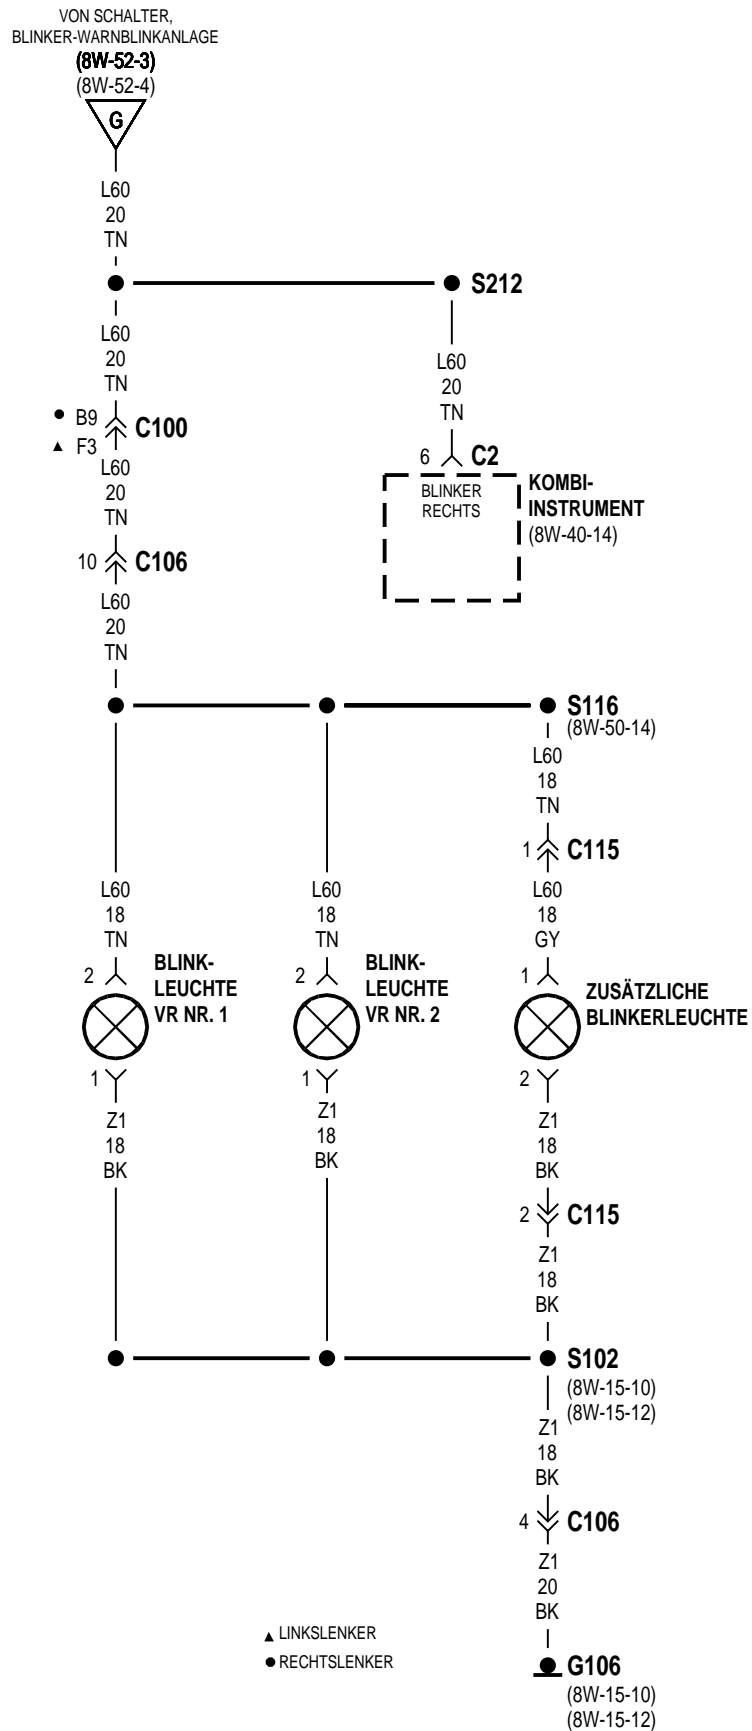 VON SCHALTER,
BLINKER-WARNBLINKANLAGE
(8W-52-3)
(8W-52-4)
G
L60
20
TN
S212
L60
20
TN
L60
20
TN
B9
C100
F3
6
C2
L60
20
TN
BLINKER
RECHTS
KOMBI-
INSTRUMENT
(8W-40-14)
10
C106
L60
20
TN
S116
(8W-50-14)
L60
18
TN
1
C115
L60
18
TN
L60
18
TN
L60
18
GY
2
BLINK-
LEUCHTE
VR NR. 1
2
BLINK-
LEUCHTE
VR NR. 2
1
ZUSÄTZLICHE
BLINKERLEUCHTE
1
1
2
Z1
18
BK
Z1
18
BK
Z1
18
BK
2
C115
Z1
18
BK
S102
(8W-15-10)
(8W-15-12)
Z1
18
BK
4
C106
Z1
20
BK
▲ LINKSLENKER
● RECHTSLENKER
G106
(8W-15-10)
(8W-15-12)